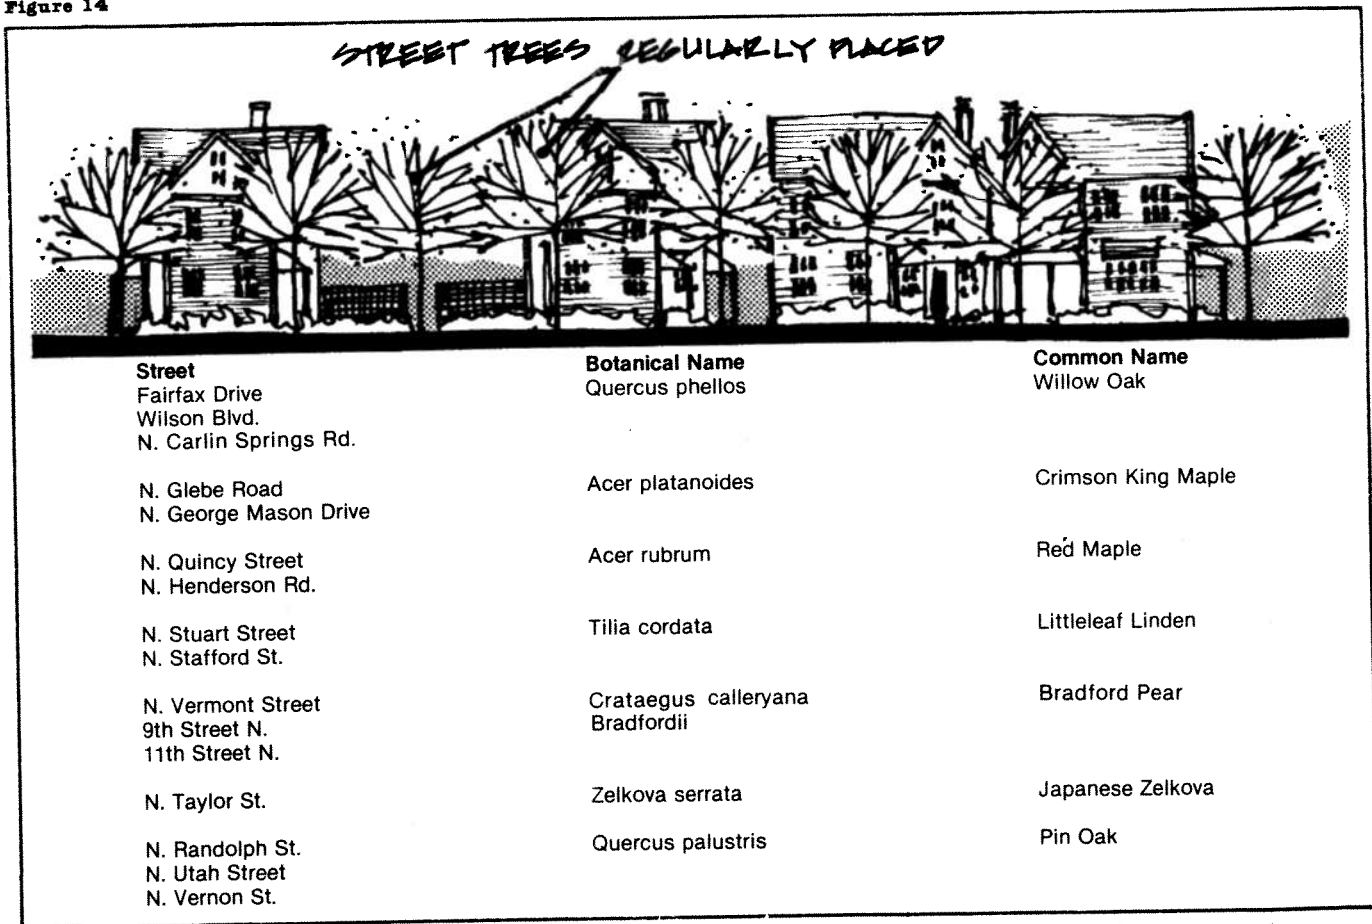 Figure 14
STREET TREES REGULARLY PLACED
Street Botanical Name Common Name
Fairfax Drive Quercus phellos Willow Oak
Wilson Blvd.
N. Carlin Springs Rd.
N. Glebe Road Acer platanoides Crimson King Maple
N. George Mason Drive
N. Quincy Street Acer rubrum Red Maple
N. Henderson Rd.
N. Stuart Street Tilia cordata Littleleaf Linden
N. Stafford St.
N. Vermont Street Crataegus calleryana Bradford Pear
9th Street N. Bradfordii
11th Street N.
N. Taylor St. Zelkova serrata Japanese Zelkova
N. Randolph St. Quercus palustris Pin Oak
N. Utah Street
N. Vernon St.